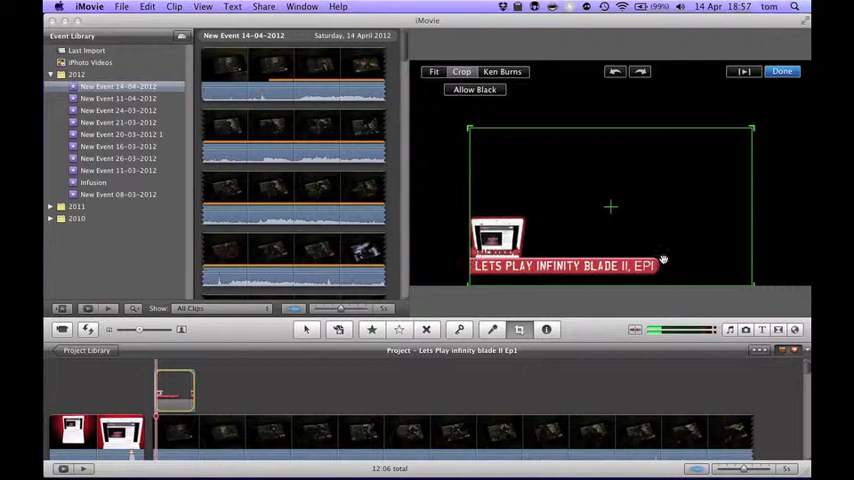 iMovie File Edit Clip View Text Share Window Help (99%) 14 Apr 18:57 tom
iMovie
Event Library
New Event 14-04-2012 Saturday, 14 April 2012
Last Import
iPhoto Videos
2012
New Event 14-04-2012
New Event 11-04-2012
New Event 24-03-2012
New Event 21-03-2012
New Event 20-03-2012 1
New Event 16-03-2012
New Event 26-03-2012
New Event 11-03-2012
Infusion
New Event 08-03-2012
2011
2010
Fit Crop Ken Burns Done
Allow Black
LETS PLAY INFINITY BLADE II, EP1
Show: All Clips 5s
Project Library Project - Lets Play infinity blade II Ep1
12:06 total 5s